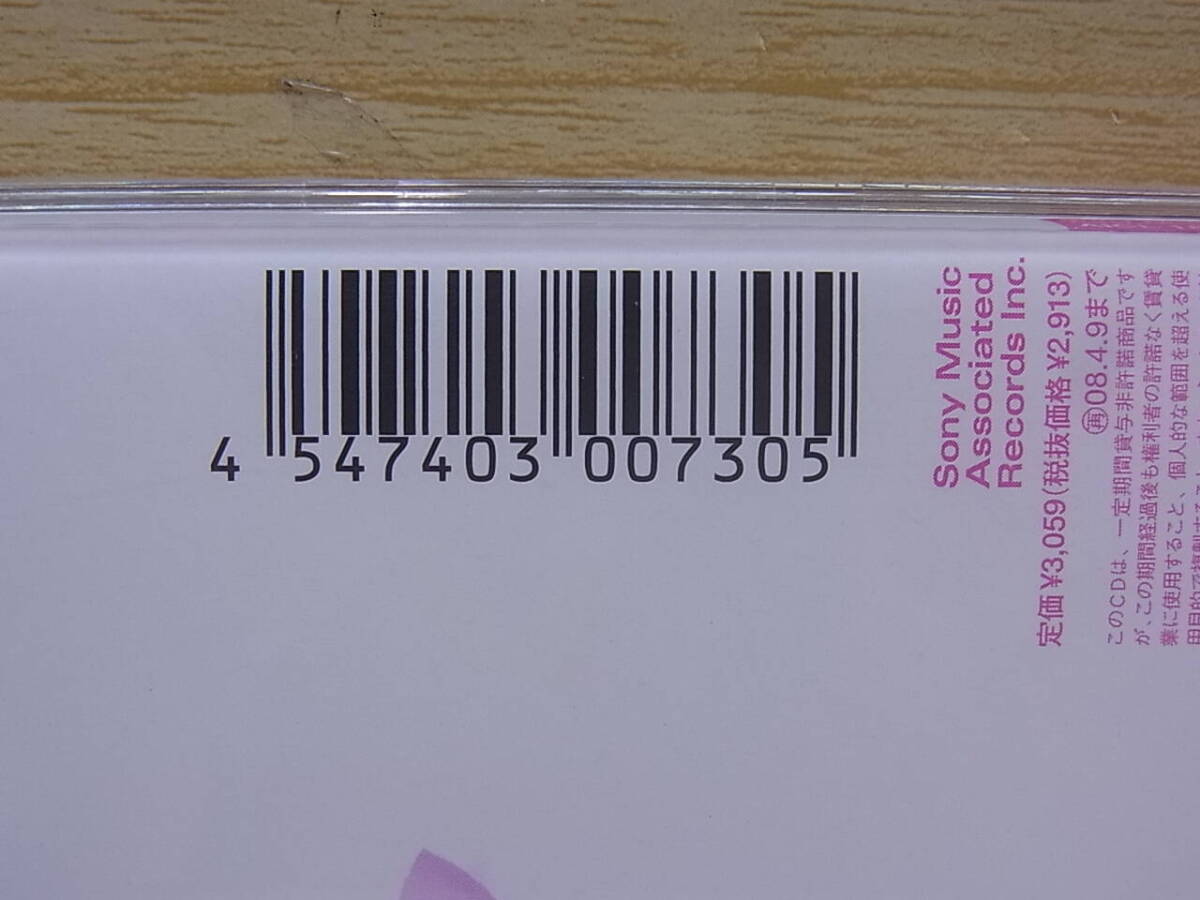 4 547403 007305
Sony Music
Associated
Records Inc.
定価¥3,059(税抜価格¥2,913)
再08.4.9まで
このCDは、一定期間貸与非許諾商品です
が、この期間経過後も権利者の許諾なく賃貸
業に使用すること、個人的な範囲を超える使